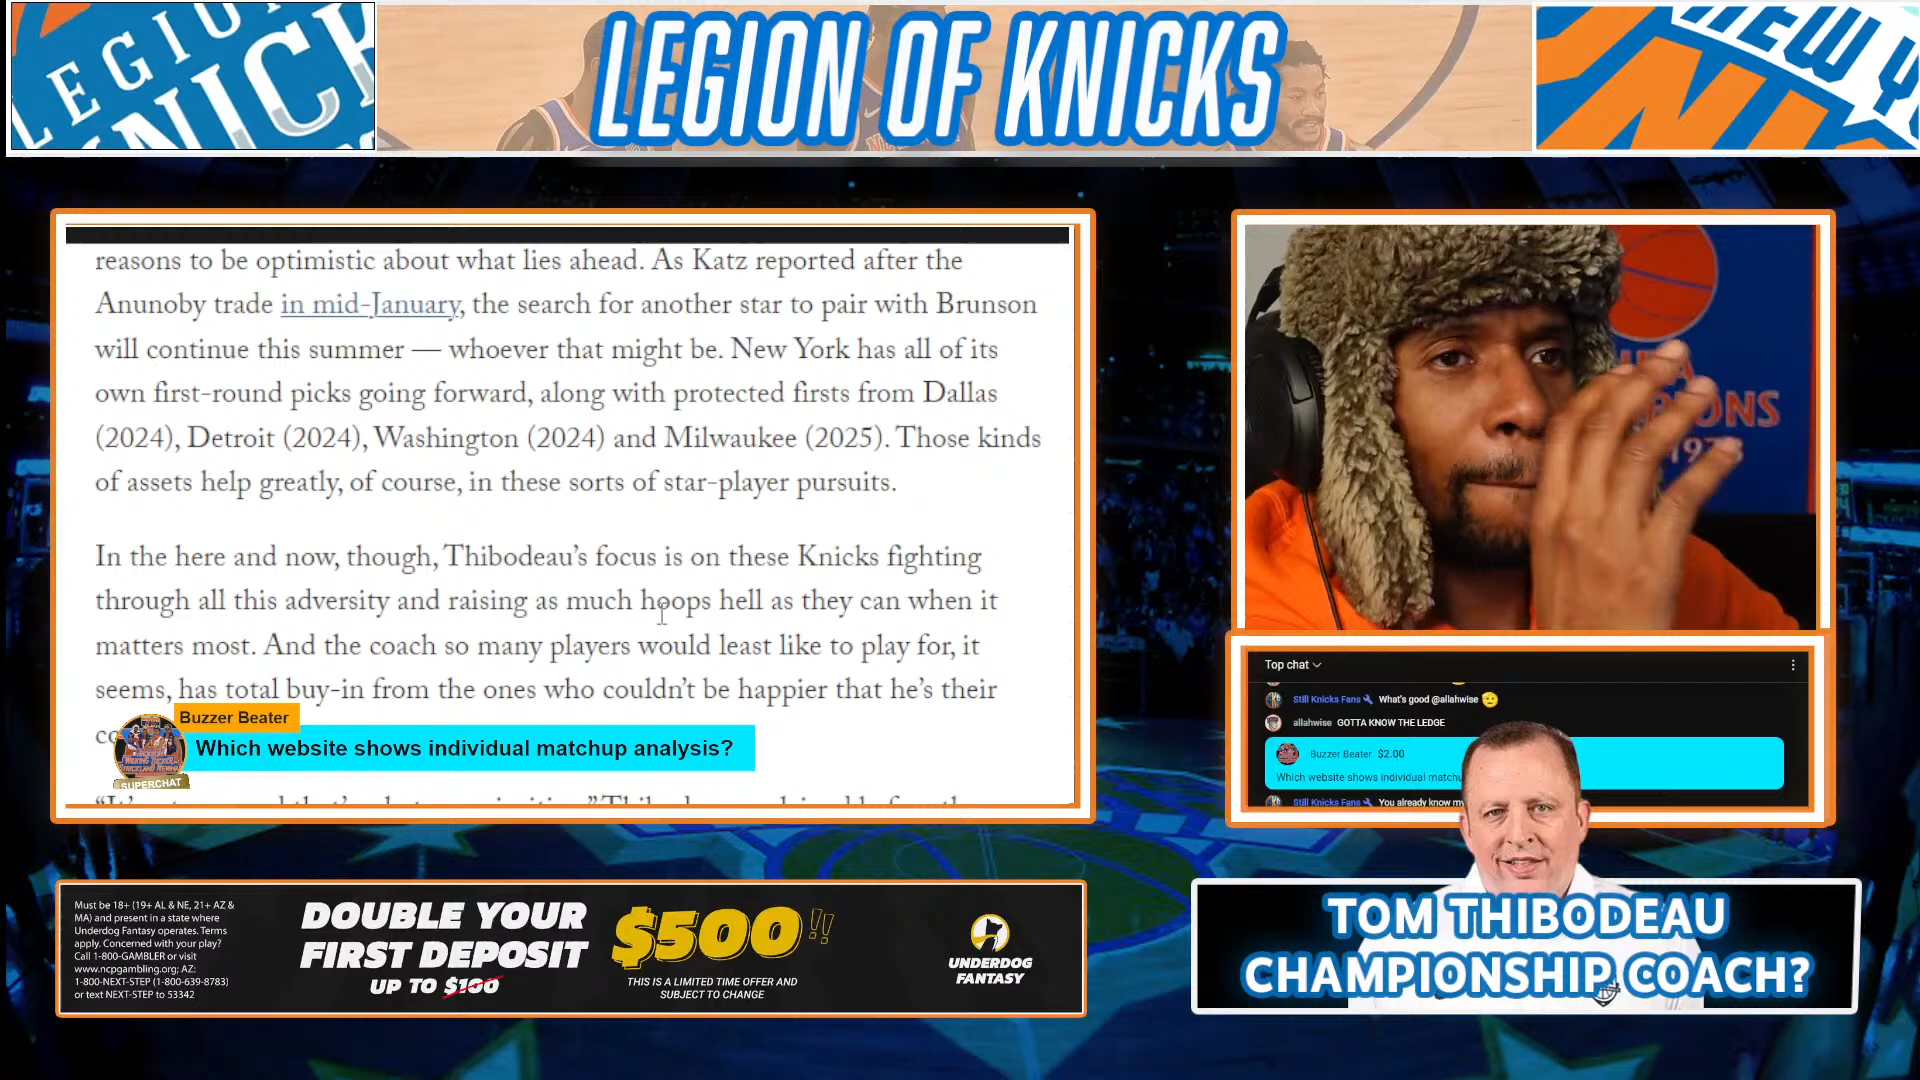 LEGION
KNICK
LEGION OF KNICKS
NEW Y
reasons to be optimistic about what lies ahead. As Katz reported after the
Anunoby trade in mid-January, the search for another star to pair with Brunson
will continue this summer — whoever that might be. New York has all of its
own first-round picks going forward, along with protected firsts from Dallas
(2024), Detroit (2024), Washington (2024) and Milwaukee (2025). Those kinds
of assets help greatly, of course, in these sorts of star-player pursuits.
In the here and now, though, Thibodeau's focus is on these Knicks fighting
through all this adversity and raising as much hoops hell as they can when it
matters most. And the coach so many players would least like to play for, it
seems, has total buy-in from the ones who couldn't be happier that he's their
Buzzer Beater
Which website shows individual matchup analysis?
SUPERCHAT
Top chat
Still Knicks Fans What's good @allahwise
allahwise GOTTA KNOW THE LEDGE
Buzzer Beater $2.00
Which website shows individual matchu
Still Knicks Fans You already know m
Must be 18+ (19+ AL & NE, 21+ AZ &
MA) and present in a state where
Underdog Fantasy operates. Terms
apply. Concerned with your play?
Call 1-800-GAMBLER or visit
www.ncpgambling.org; AZ:
1-800-NEXT-STEP (1-800-639-8783)
or text NEXT-STEP to 53342
DOUBLE YOUR
FIRST DEPOSIT
UP TO $100
$500!!
THIS IS A LIMITED TIME OFFER AND
SUBJECT TO CHANGE
UNDERDOG
FANTASY
TOM THIBODEAU
CHAMPIONSHIP COACH?